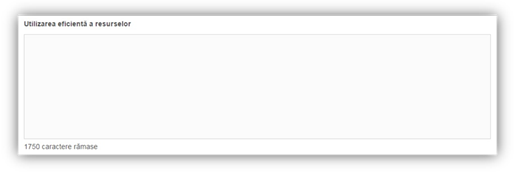 Utilizarea eficientă a resurselor
1750 caractere rămase